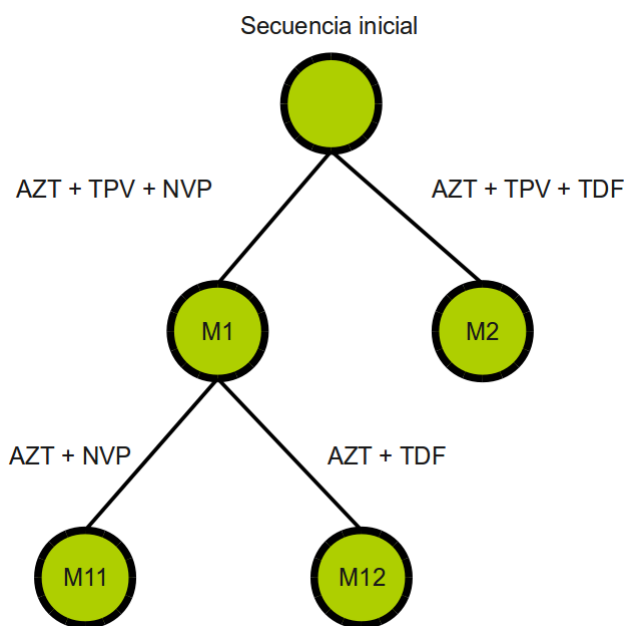 Secuencia inicial
AZT + TPV + NVP
AZT + TPV + TDF
M1
M2
AZT + NVP
AZT + TDF
M11
M12